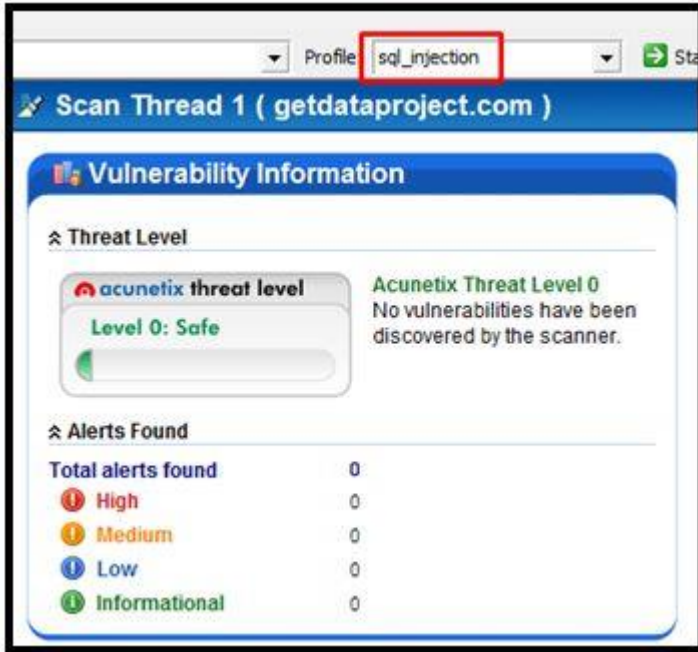 Profile sql_injection Sta
Scan Thread 1 ( getdataproject.com )
Vulnerability Information
Threat Level
acunetix threat level
Level 0: Safe
Acunetix Threat Level 0
No vulnerabilities have been
discovered by the scanner.
Alerts Found
Total alerts found 0
High 0
Medium 0
Low 0
Informational 0